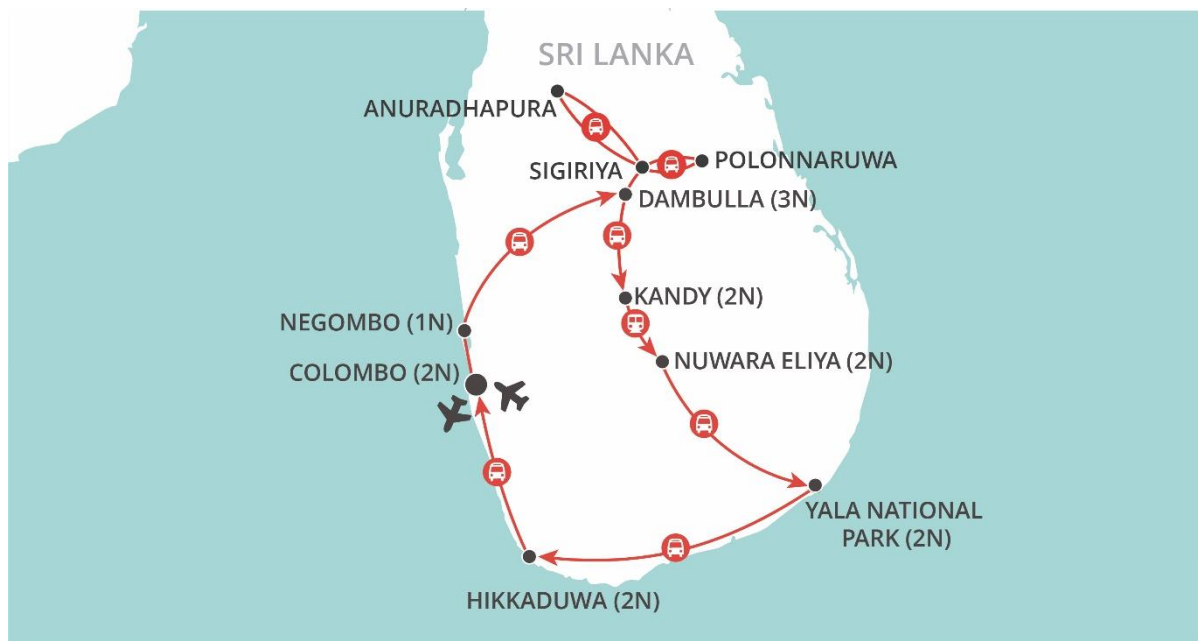 SRI LANKA
ANURADHAPURA
POLONNARUWA
SIGIRIYA
DAMBULLA (3N)
KANDY (2N)
NEGOMBO (1N)
NUWARA ELIYA (2N)
COLOMBO (2N)
YALA NATIONAL
PARK (2N)
HIKKADUWA (2N)